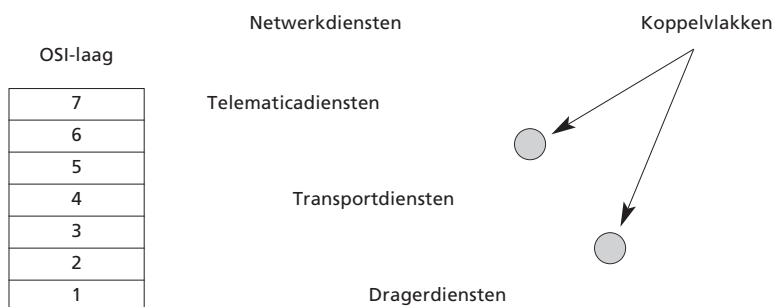 Netwerkdiensten Koppelvlakken
OSI-laag
7 Telematicadiensten
6
5
4 Transportdiensten
3
2
1 Dragerdiensten